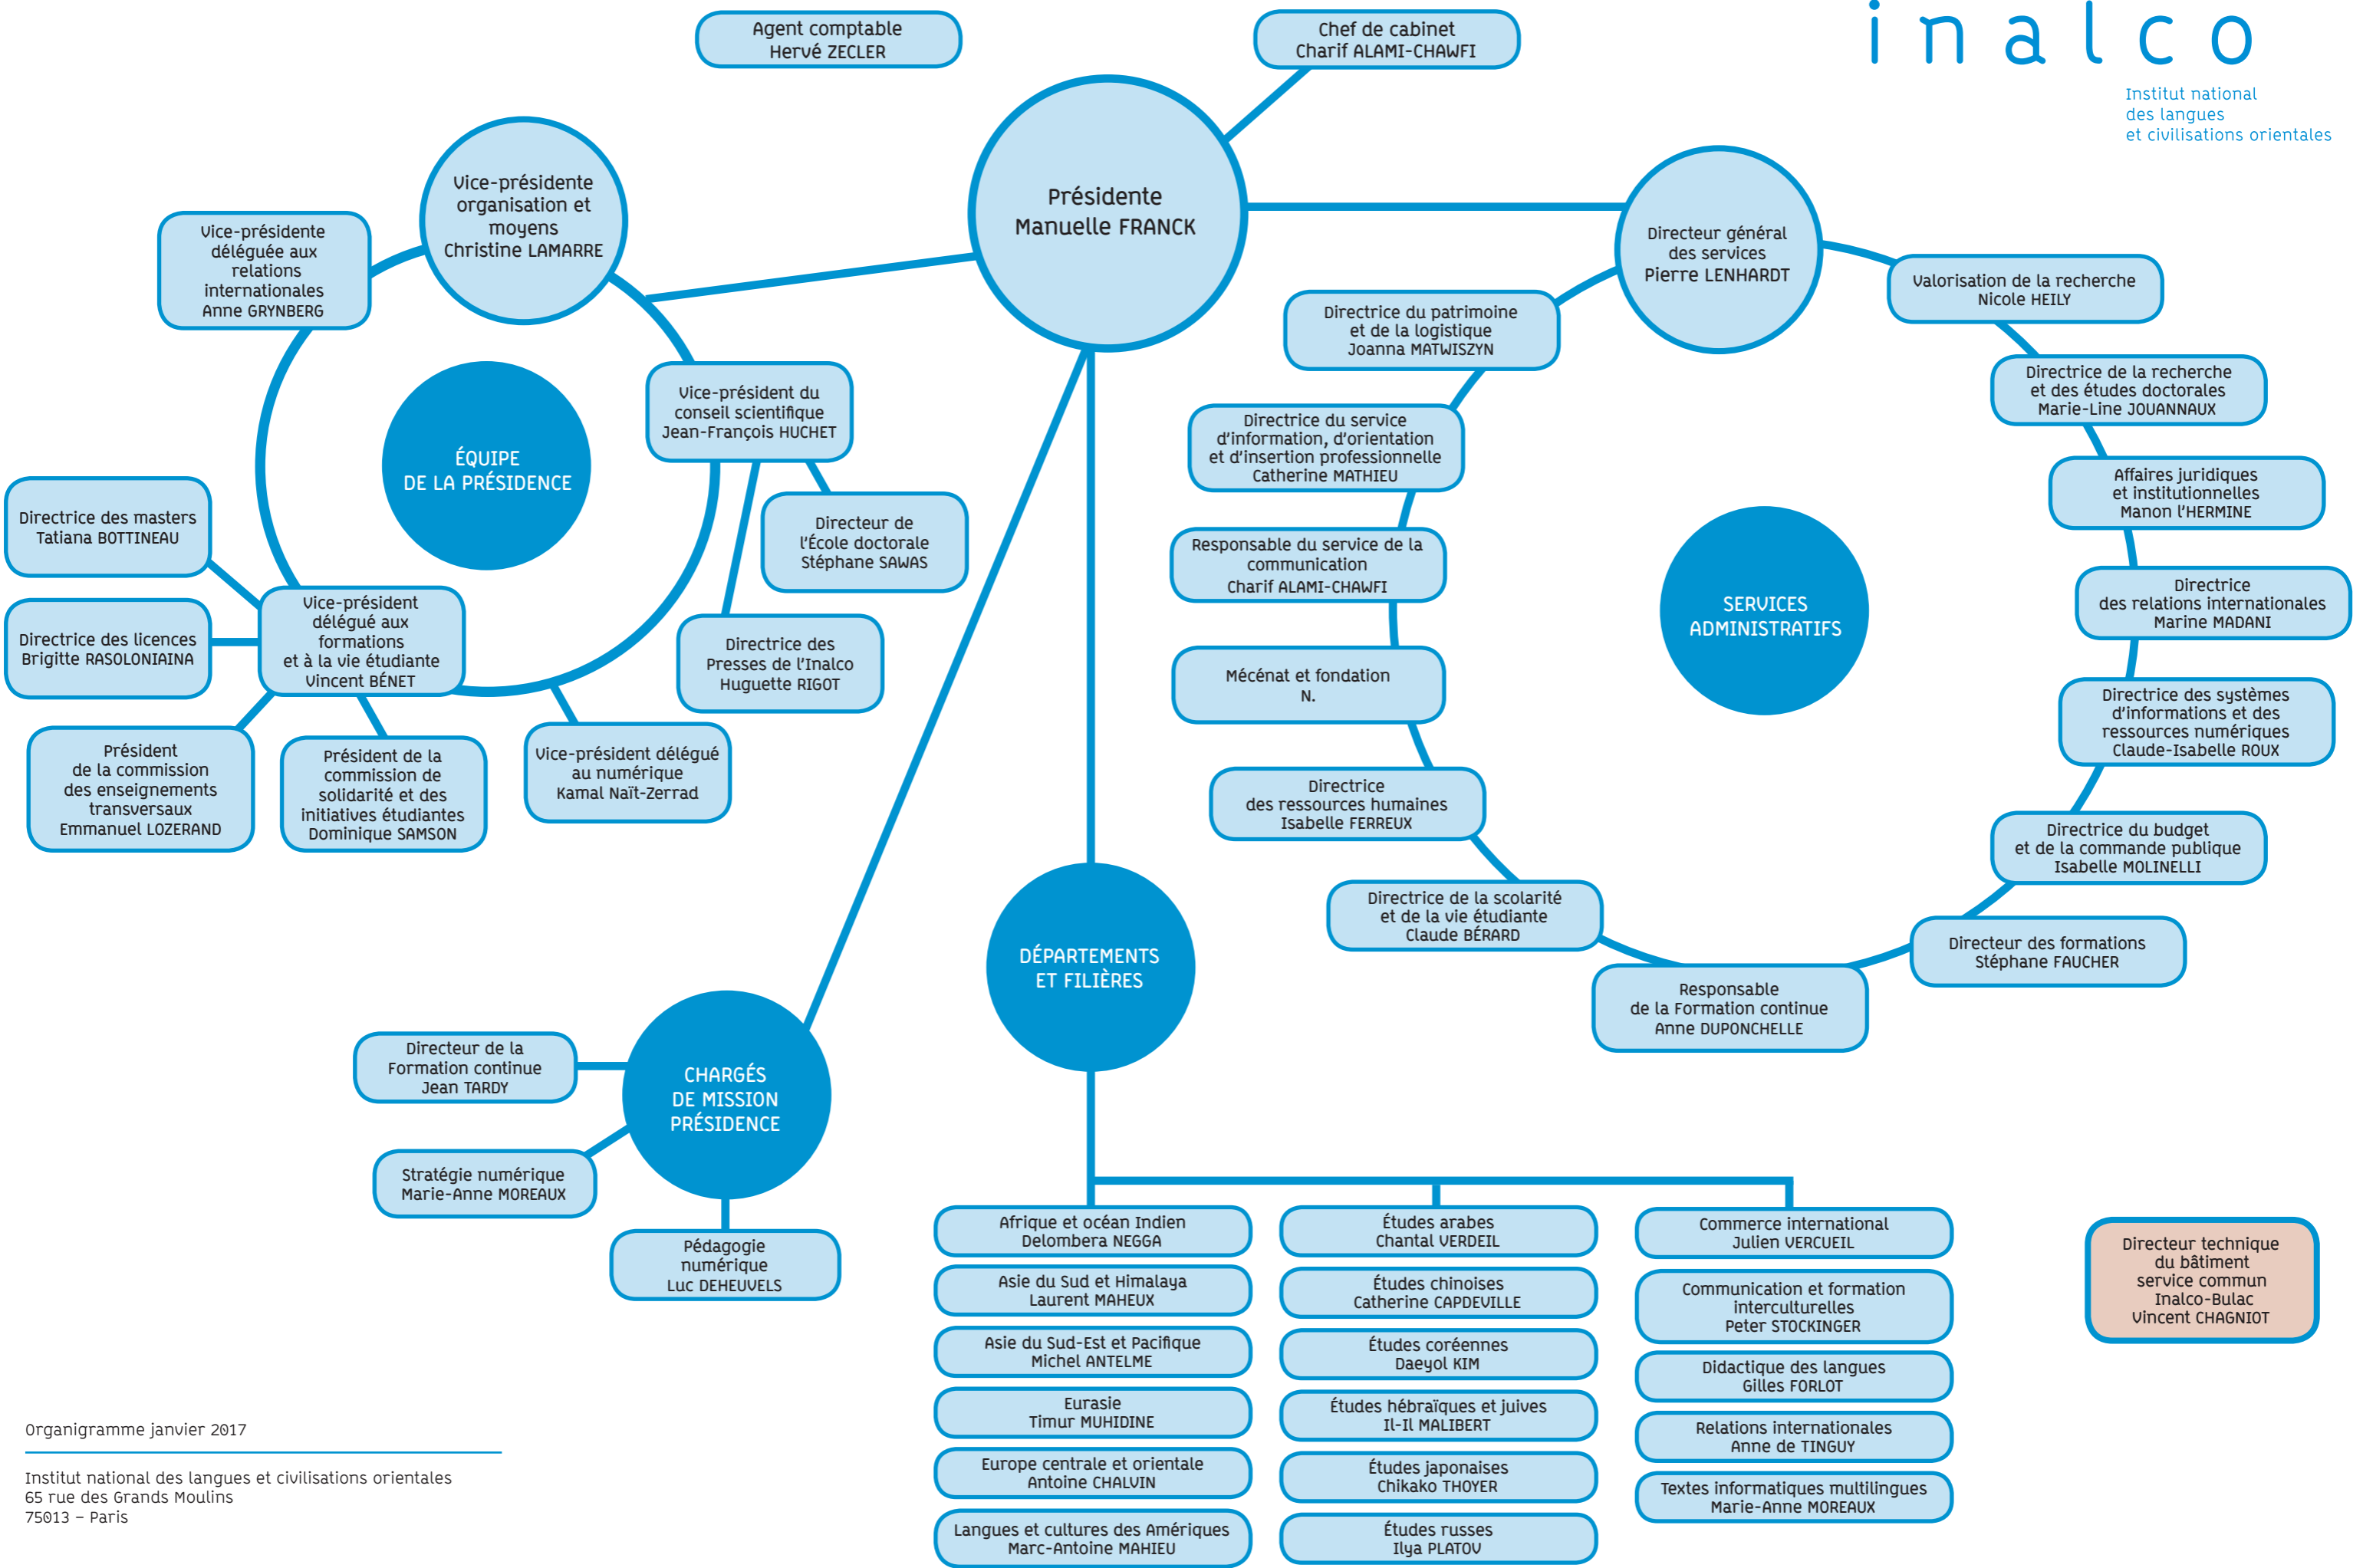 Agent comptable
Hervé ZECLER
Chef de cabinet
Charif ALAMI-CHAWFI
inalco
Institut national
des langues
et civilisations orientales
Présidente
Manuelle FRANCK
Vice-présidente
organisation et
moyens
Christine LAMARRE
Vice-présidente
déléguée aux
relations
internationales
Anne GRYNBERG
ÉQUIPE
DE LA PRÉSIDENCE
Vice-président du
conseil scientifique
Jean-François HUCHET
Directeur de
l'École doctorale
Stéphane SAWAS
Directrice des
Presses de l'Inalco
Huguette RIGOT
Directrice des masters
Tatiana BOTTINEAU
Directrice des licences
Brigitte RASOLONIAINA
Vice-président
délégué aux
formations
et à la vie étudiante
Vincent BÉNET
Président
de la commission
des enseignements
transversaux
Emmanuel LOZERAND
Président de la
commission de
solidarité et des
initiatives étudiantes
Dominique SAMSON
Vice-président délégué
au numérique
Kamal Naït-Zerrad
Directeur général
des services
Pierre LENHARDT
Valorisation de la recherche
Nicole HEILY
Directrice de la recherche
et des études doctorales
Marie-Line JOUANNAUX
Affaires juridiques
et institutionnelles
Manon l'HERMINE
Directrice
des relations internationales
Marine MADANI
Directrice des systèmes
d'informations et des
ressources numériques
Claude-Isabelle ROUX
Directrice du budget
et de la commande publique
Isabelle MOLINELLI
Directeur des formations
Stéphane FAUCHER
Responsable
de la Formation continue
Anne DUPONCHELLE
Directrice de la scolarité
et de la vie étudiante
Claude BÉRARD
Directrice
des ressources humaines
Isabelle FERREUX
Mécénat et fondation
N.
Responsable du service de la
communication
Charif ALAMI-CHAWFI
Directrice du service
d'information, d'orientation
et d'insertion professionnelle
Catherine MATHIEU
Directrice du patrimoine
et de la logistique
Joanna MATWISZYN
SERVICES
ADMINISTRATIFS
DÉPARTEMENTS
ET FILIÈRES
CHARGÉS
DE MISSION
PRÉSIDENCE
Directeur de la
Formation continue
Jean TARDY
Stratégie numérique
Marie-Anne MOREAUX
Pédagogie
numérique
Luc DEHEUVELS
Afrique et océan Indien
Delombera NEGGA
Asie du Sud et Himalaya
Laurent MAHEUX
Asie du Sud-Est et Pacifique
Michel ANTELME
Eurasie
Timur MUHIDINE
Europe centrale et orientale
Antoine CHALVIN
Langues et cultures des Amériques
Marc-Antoine MAHIEU
Études arabes
Chantal VERDEIL
Études chinoises
Catherine CAPDEVILLE
Études coréennes
Daeyol KIM
Études hébraïques et juives
Il-Il MALIBERT
Études japonaises
Chikako THOYER
Études russes
Ilya PLATOV
Commerce international
Julien VERCUEIL
Communication et formation
interculturelles
Peter STOCKINGER
Didactique des langues
Gilles FORLOT
Relations internationales
Anne de TINGUY
Textes informatiques multilingues
Marie-Anne MOREAUX
Directeur technique
du bâtiment
service commun
Inalco-Bulac
Vincent CHAGNIOT
Organigramme janvier 2017
Institut national des langues et civilisations orientales
65 rue des Grands Moulins
75013 – Paris